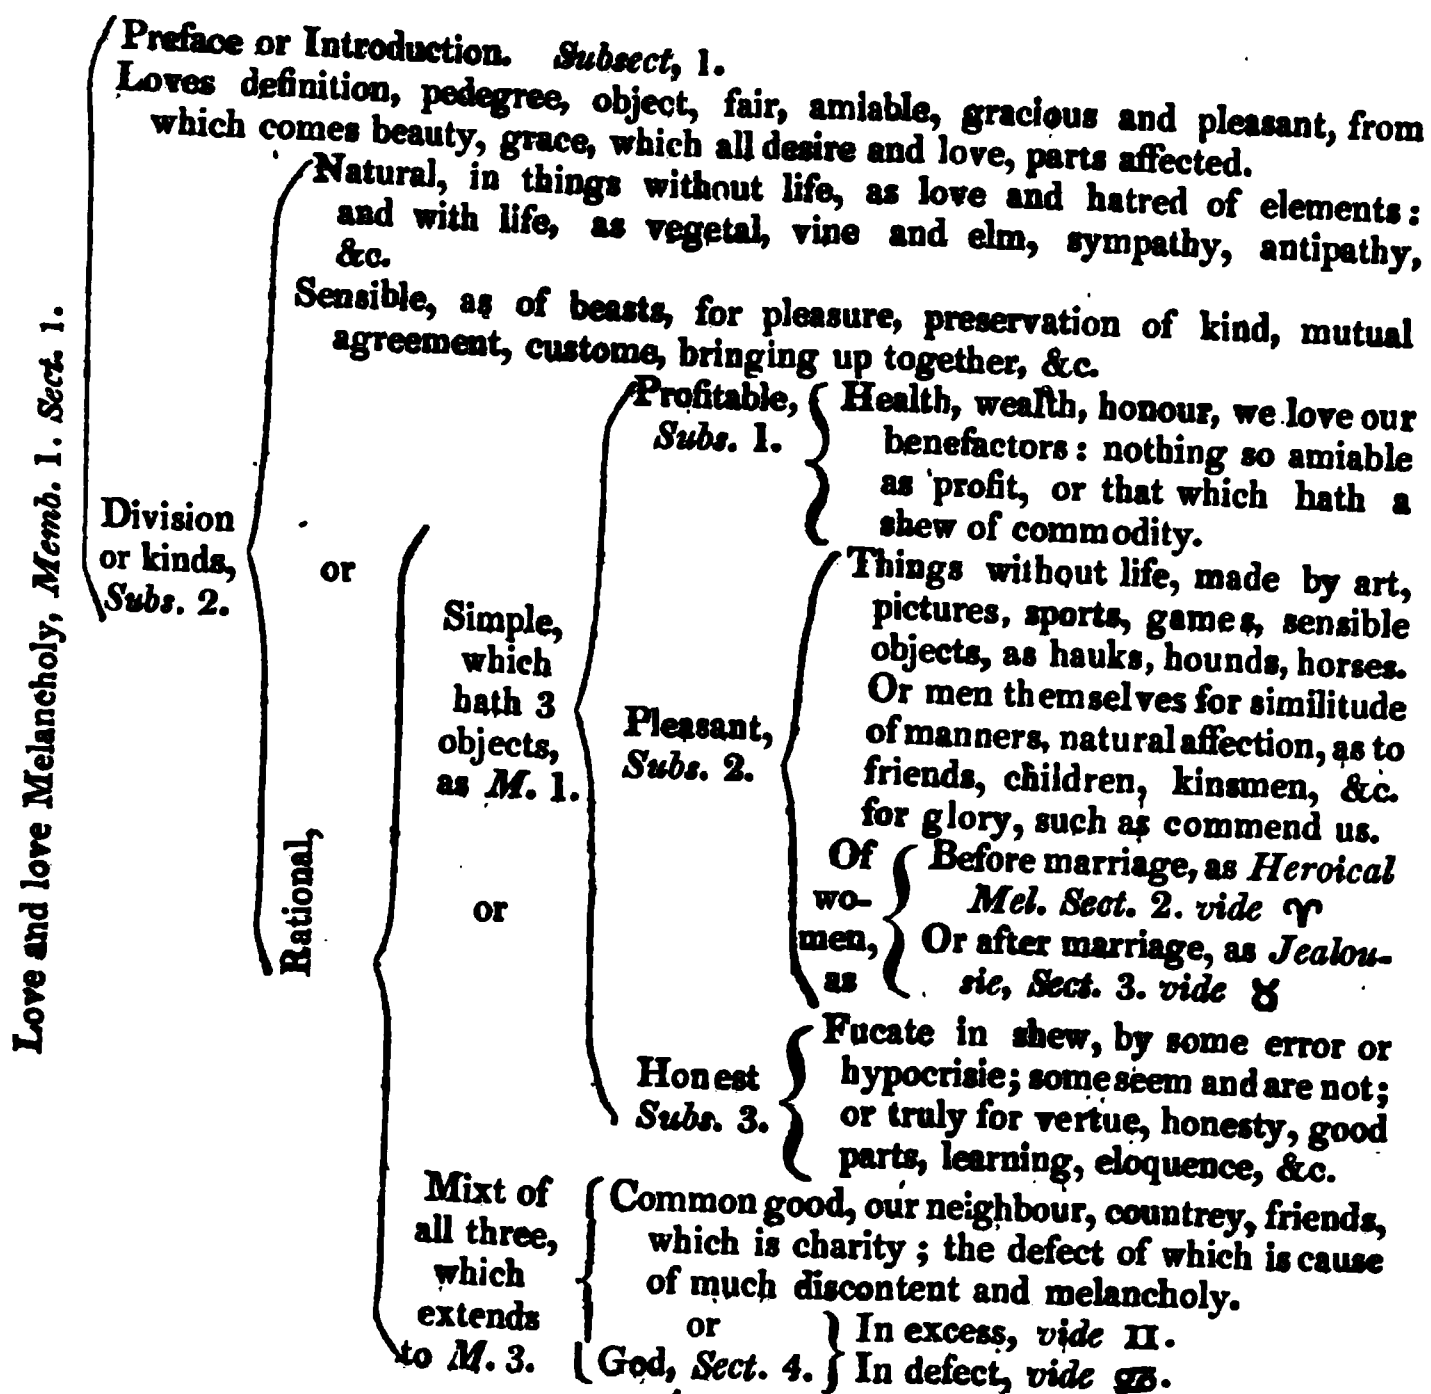 Love and love Melancholy, Memb. 1. Sect. 1.
Preface or Introduction. Subsect, 1.
Loves definition, pedegree, object, fair, amiable, gracious and pleasant, from
which comes beauty, grace, which all desire and love, parts affected.
Division
or kinds,
Subs. 2.
Natural, in things without life, as love and hatred of elements:
and with life, as vegetal, vine and elm, sympathy, antipathy,
&c.
Sensible, as of beasts, for pleasure, preservation of kind, mutual
agreement, custome, bringing up together, &c.
or
Rational,
Simple,
which
hath 3
objects,
as M. 1.
Profitable,
Subs. 1.
Health, wealth, honour, we love our
benefactors: nothing so amiable
as profit, or that which hath a
shew of commodity.
Pleasant,
Subs. 2.
Things without life, made by art,
pictures, sports, games, sensible
objects, as hauks, hounds, horses.
Or men themselves for similitude
of manners, natural affection, as to
friends, children, kinsmen, &c.
for glory, such as commend us.
Of
wo-
men,
as
Before marriage, as Heroical
Mel. Sect. 2. vide ♈
Or after marriage, as Jealou-
sie, Sect. 3. vide ♉
Honest
Subs. 3.
Fucate in shew, by some error or
hypocrisie; some seem and are not;
or truly for vertue, honesty, good
parts, learning, eloquence, &c.
or
Mixt of
all three,
which
extends
to M. 3.
Common good, our neighbour, countrey, friends,
which is charity; the defect of which is cause
of much discontent and melancholy.
or
God, Sect. 4.
In excess, vide ♊.
In defect, vide ♋.